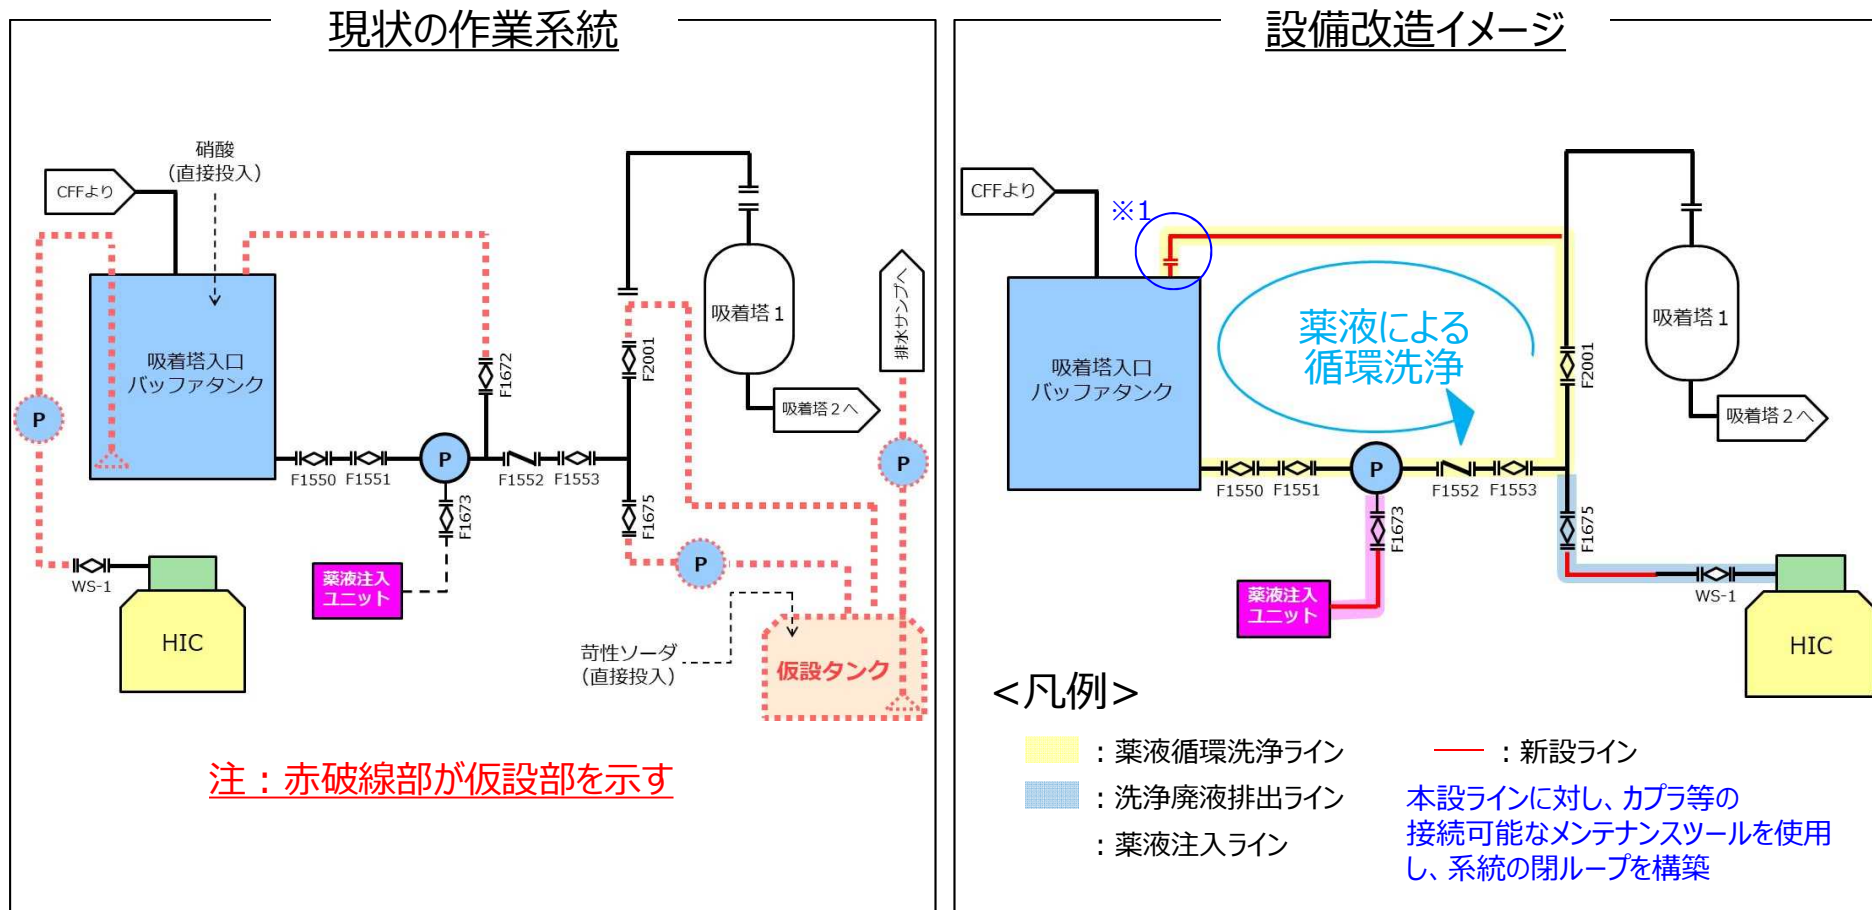 現状の作業系統
硝酸
（直接投入）
CFFより
吸着塔入口
バッファタンク
P
WS-1
HIC
F1550
F1551
P
F1672
F1673
F1552
F1553
薬液注入
ユニット
F2001
F1675
P
吸着塔１
吸着塔２へ
排水サンプへ
P
苛性ソーダ
（直接投入）
仮設タンク
注：赤破線部が仮設部を示す
設備改造イメージ
CFFより
※1
吸着塔入口
バッファタンク
薬液による
循環洗浄
F1550
F1551
P
F1552
F1553
F1673
薬液注入
ユニット
F2001
F1675
吸着塔１
吸着塔２へ
WS-1
HIC
＜凡例＞
：薬液循環洗浄ライン
：洗浄廃液排出ライン
：薬液注入ライン
：新設ライン
本設ラインに対し、カプラ等の
接続可能なメンテナンスツールを使用
し、系統の閉ループを構築